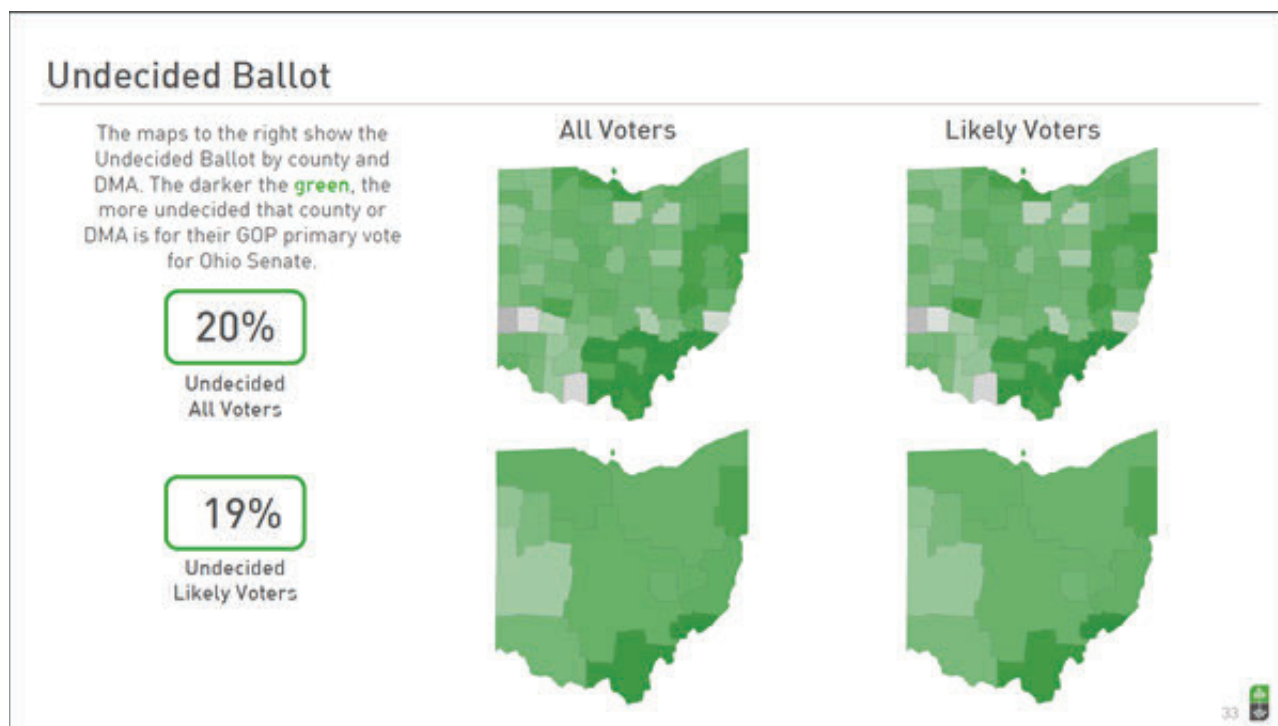 Undecided Ballot
The maps to the right show the
Undecided Ballot by county and
DMA. The darker the green, the
more undecided that county or
DMA is for their GOP primary vote
for Ohio Senate.
20%
Undecided
All Voters
19%
Undecided
Likely Voters
All Voters
Likely Voters
33